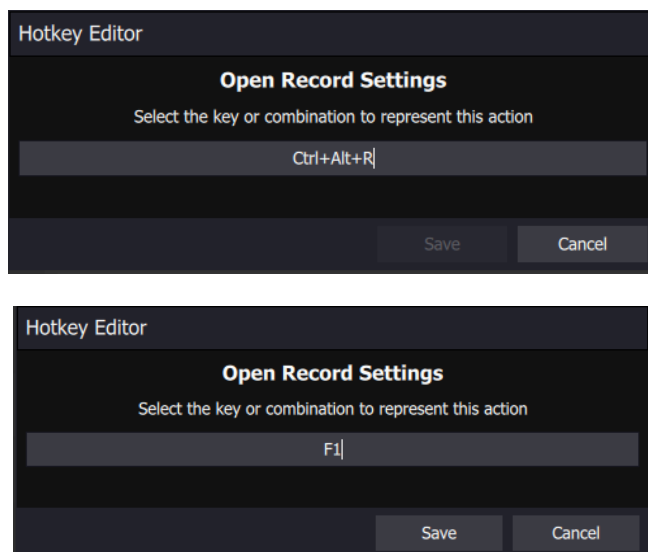 Hotkey Editor
Open Record Settings
Select the key or combination to represent this action
Ctrl+Alt+R
Save Cancel
Hotkey Editor
Open Record Settings
Select the key or combination to represent this action
F1
Save Cancel